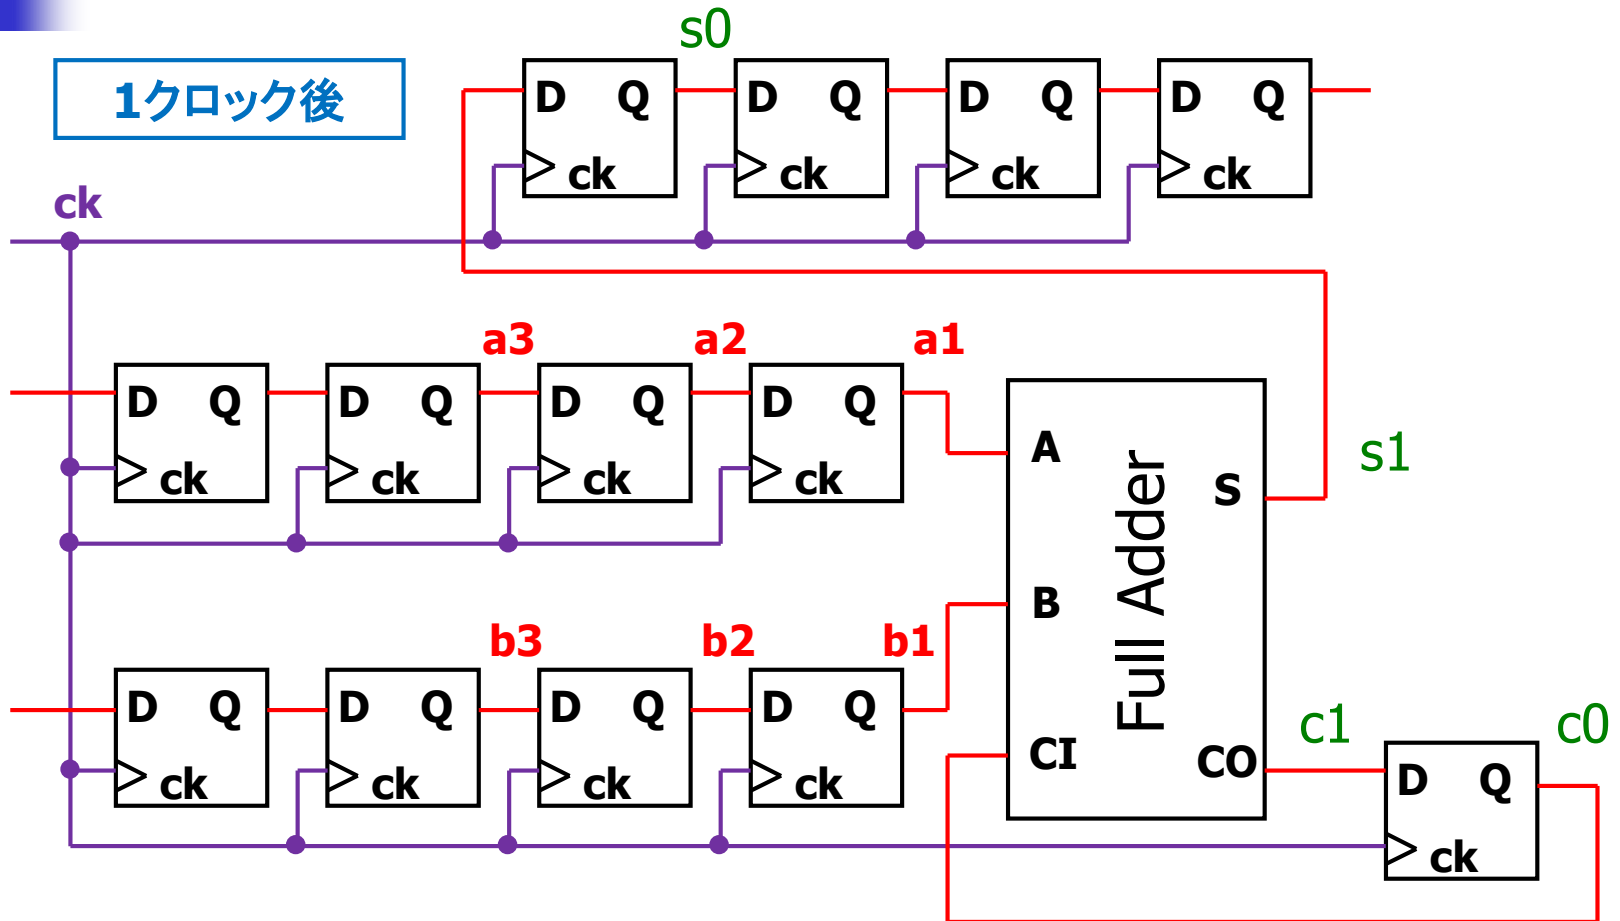 s0
1クロック後
D Q D Q D Q D Q
ck ck ck ck
ck
a3 a2 a1
D Q D Q D Q D Q
ck ck ck ck
A
B
CI
Full Adder
S
CO
s1
b3 b2 b1
D Q D Q D Q D Q
ck ck ck ck
c1 c0
D Q
ck